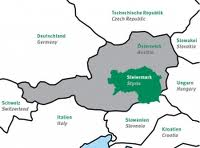 Tschechische Republik
Czech Republic
Deutschland
Germany
Österreich
Austria
Slowakei
Slovakia
Steiermark
Styria
Ungarn
Hungary
Schweiz
Switzerland
Italien
Italy
Slowenien
Slovenia
Kroatien
Croatia